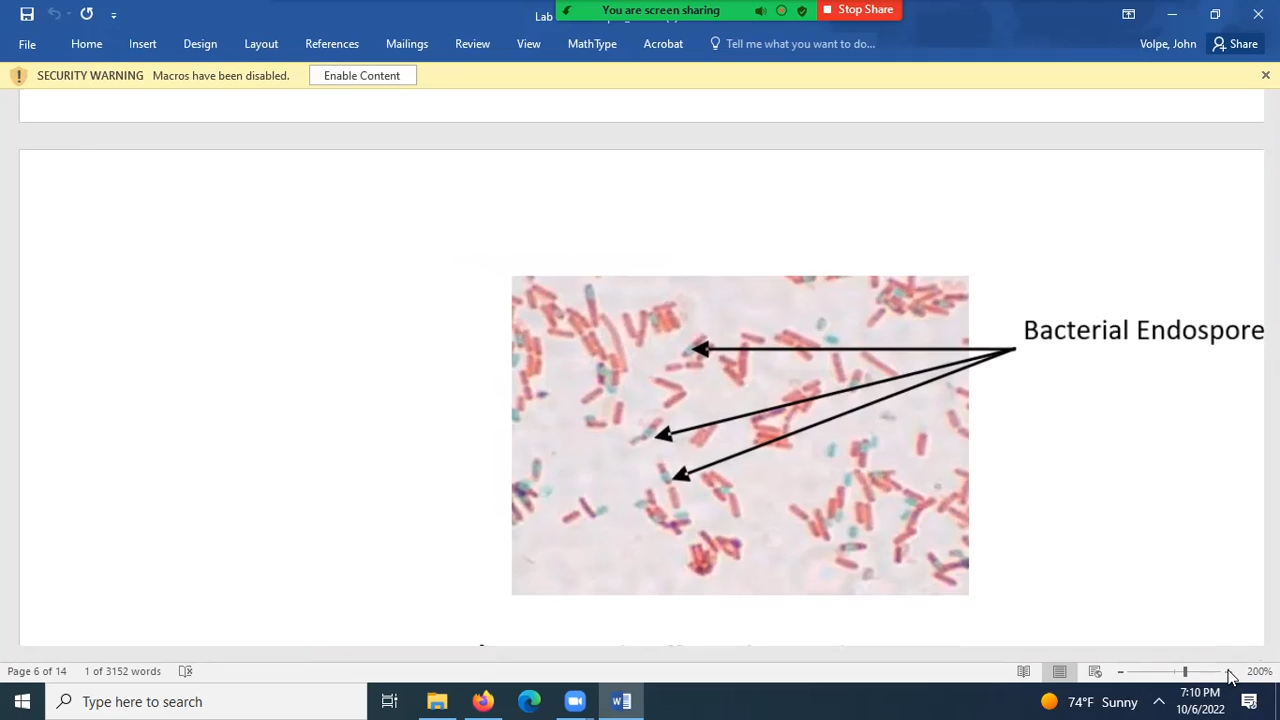 You are screen sharing
Stop Share
Lab
File Home Insert Design Layout References Mailings Review View MathType Acrobat Tell me what you want to do... Volpe, John Share
SECURITY WARNING Macros have been disabled. Enable Content
Bacterial Endospore
Page 6 of 14 1 of 3152 words 200%
Type here to search 74°F Sunny 7:10 PM
10/6/2022